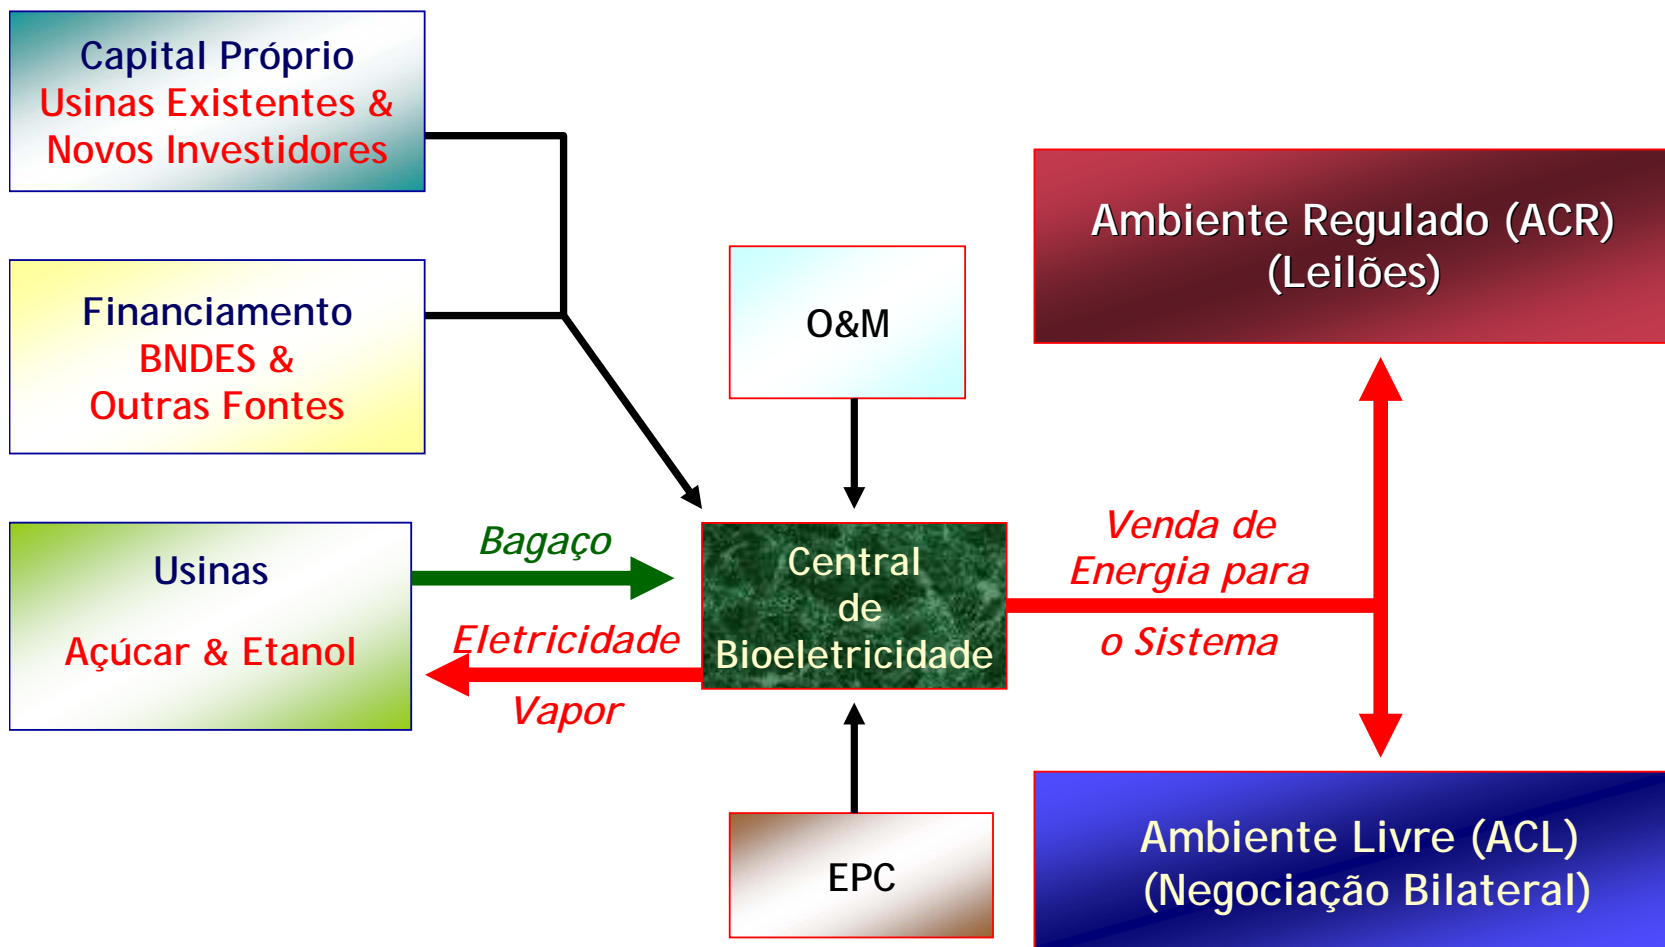 Capital Próprio
Usinas Existentes &
Novos Investidores
Financiamento
BNDES &
Outras Fontes
Usinas
Açúcar & Etanol
Bagaço
Eletricidade
Vapor
O&M
Central
de
Bioeletricidade
EPC
Venda de
Energia para
o Sistema
Ambiente Regulado (ACR)
(Leilões)
Ambiente Livre (ACL)
(Negociação Bilateral)